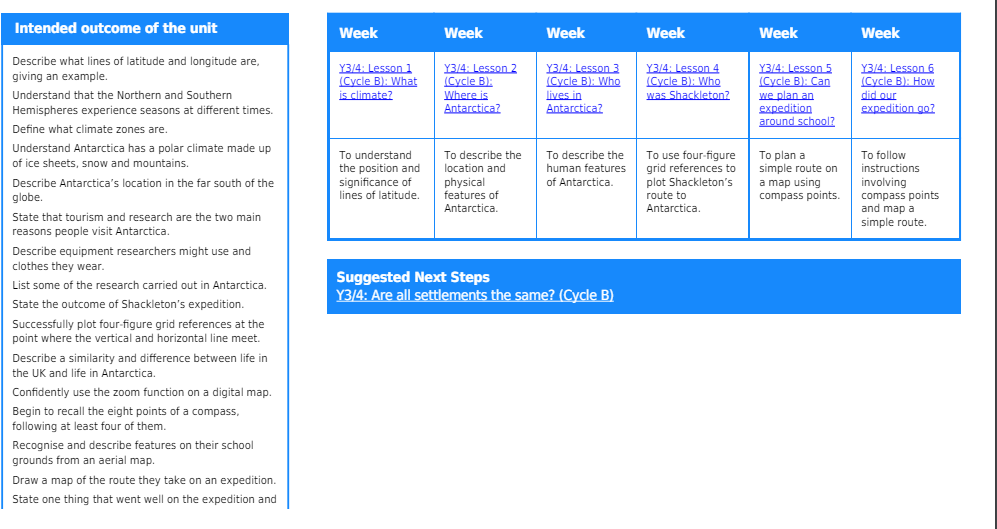 Intended outcome of the unit
Describe what lines of latitude and longitude are,
giving an example.
Understand that the Northern and Southern
Hemispheres experience seasons at different times.
Define what climate zones are.
Understand Antarctica has a polar climate made up
of ice sheets, snow and mountains.
Describe Antarctica’s location in the far south of the
globe.
State that tourism and research are the two main
reasons people visit Antarctica.
Describe equipment researchers might use and
clothes they wear.
List some of the research carried out in Antarctica.
State the outcome of Shackleton’s expedition.
Successfully plot four-figure grid references at the
point where the vertical and horizontal line meet.
Describe a similarity and difference between life in
the UK and life in Antarctica.
Confidently use the zoom function on a digital map.
Begin to recall the eight points of a compass,
following at least four of them.
Recognise and describe features on their school
grounds from an aerial map.
Draw a map of the route they take on an expedition.
State one thing that went well on the expedition and
Week
Week
Week
Week
Week
Week
Y3/4: Lesson 1
(Cycle B): What
is climate?
Y3/4: Lesson 2
(Cycle B):
Where is
Antarctica?
Y3/4: Lesson 3
(Cycle B): Who
lives in
Antarctica?
Y3/4: Lesson 4
(Cycle B): Who
was Shackleton?
Y3/4: Lesson 5
(Cycle B): Can
we plan an
expedition
around school?
Y3/4: Lesson 6
(Cycle B): How
did our
expedition go?
To understand
the position and
significance of
lines of latitude.
To describe the
location and
physical
features of
Antarctica.
To describe the
human features
of Antarctica.
To use four-figure
grid references to
plot Shackleton’s
route to
Antarctica.
To plan a
simple route on
a map using
compass points.
To follow
instructions
involving
compass points
and map a
simple route.
Suggested Next Steps
Y3/4: Are all settlements the same? (Cycle B)